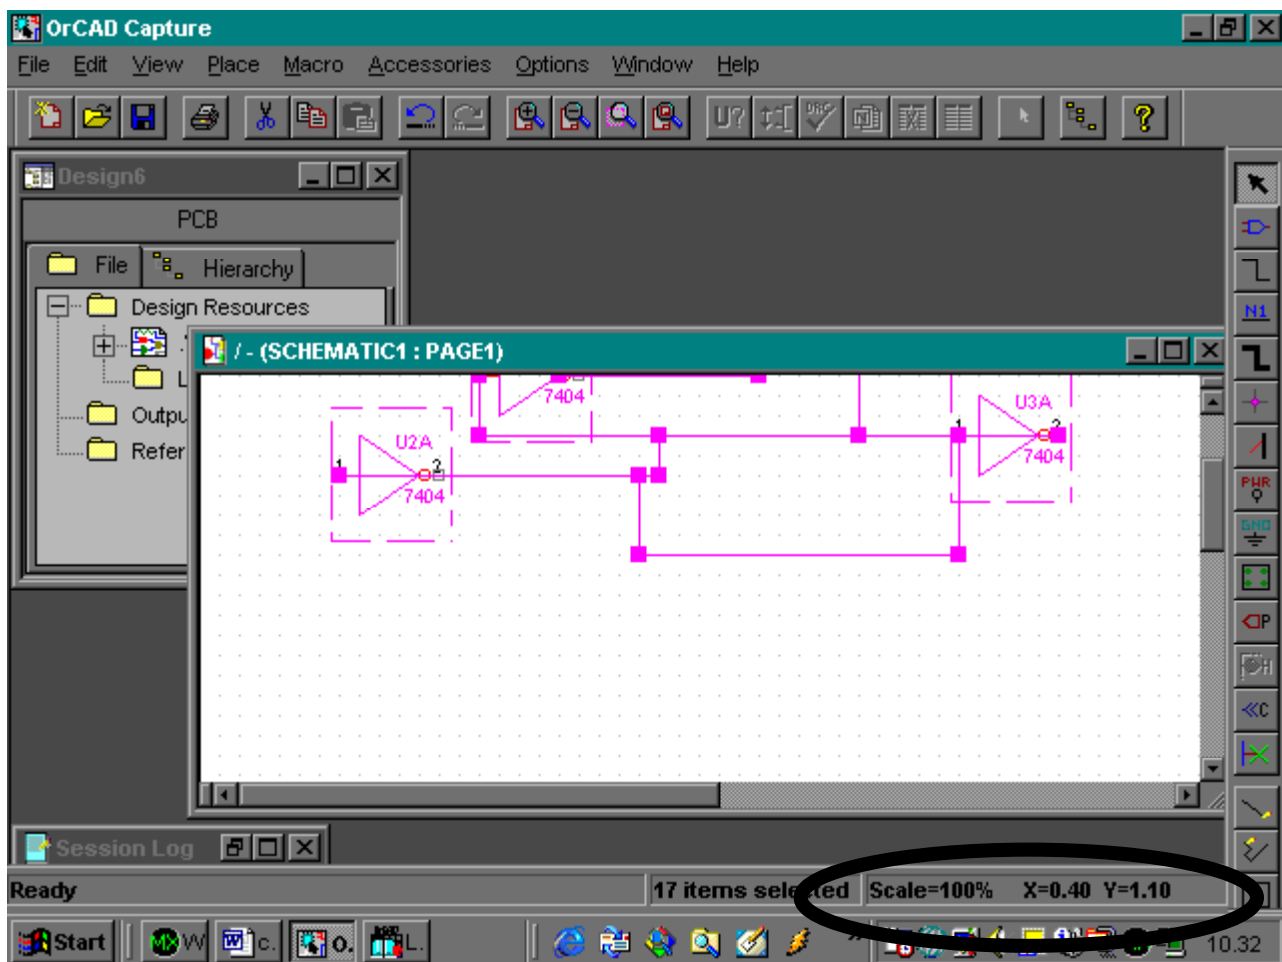 OrCAD Capture
File Edit View Place Macro Accessories Options Window Help
U? DRC
Design6
PCB
File Hierarchy
Design Resources
/ - (SCHEMATIC1 : PAGE1)
L
Outpu
Refer
7404
U3A
1 2
7404
U2A
1 2
7404
N1
PWR
GND
P
H
C
Session Log
Ready 17 items selected Scale=100% X=0.40 Y=1.10
Start W c. o. L. » 10.32